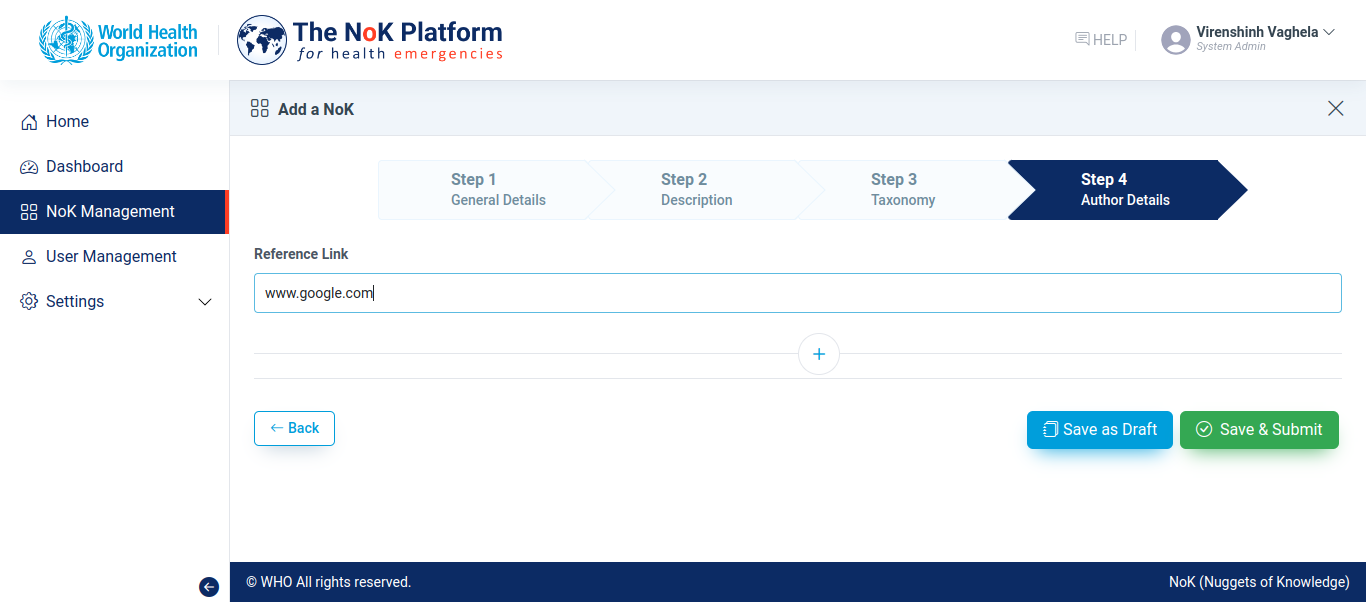 World Health
Organization
The NoK Platform
for health emergencies
HELP
Virenshinh Vaghela
System Admin
Home
Dashboard
NoK Management
User Management
Settings
Add a NoK
Step 1
General Details
Step 2
Description
Step 3
Taxonomy
Step 4
Author Details
Reference Link
www.google.com
+
Back
Save as Draft
Save & Submit
© WHO All rights reserved.
NoK (Nuggets of Knowledge)